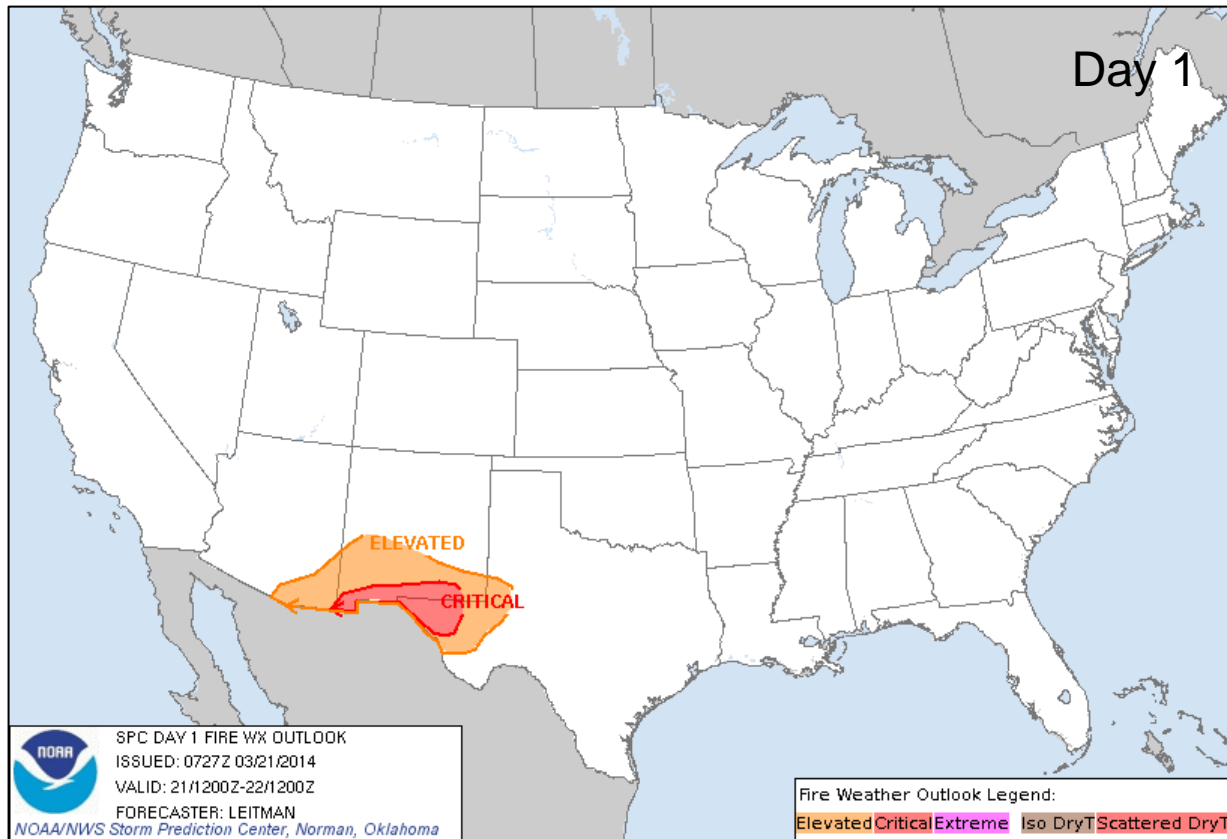 Day 1
ELEVATED
CRITICAL
NOAA
SPC DAY 1 FIRE WX OUTLOOK
ISSUED: 0727Z 03/21/2014
VALID: 21/1200Z-22/1200Z
FORECASTER: LEITMAN
NOAA/NWS Storm Prediction Center, Norman, Oklahoma
Fire Weather Outlook Legend:
Elevated Critical Extreme Iso DryT Scattered DryT